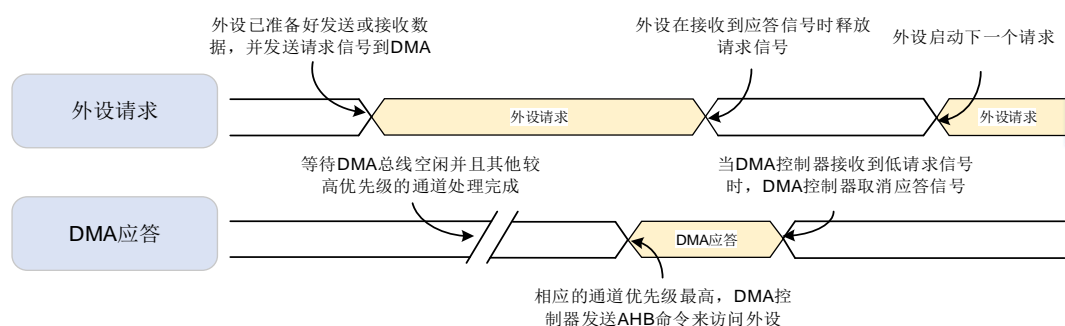 外设已准备好发送或接收数
据，并发送请求信号到DMA
外设在接收到应答信号时释放
请求信号
外设启动下一个请求
外设请求
外设请求
外设请求
等待DMA总线空闲并且其他较
高优先级的通道处理完成
当DMA控制器接收到低请求信号
时，DMA控制器取消应答信号
DMA应答
DMA应答
相应的通道优先级最高，DMA控
制器发送AHB命令来访问外设